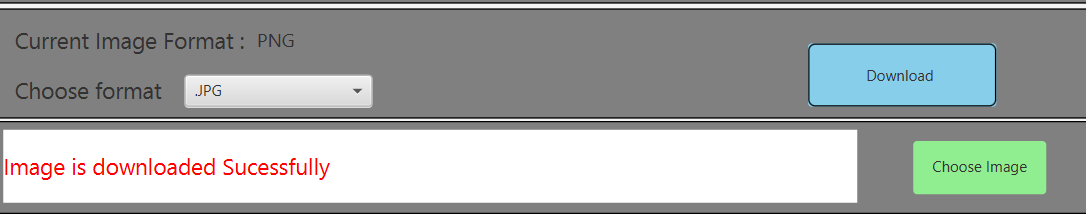 Current Image Format : PNG
Choose format .JPG
Download
Image is downloaded Sucessfully
Choose Image